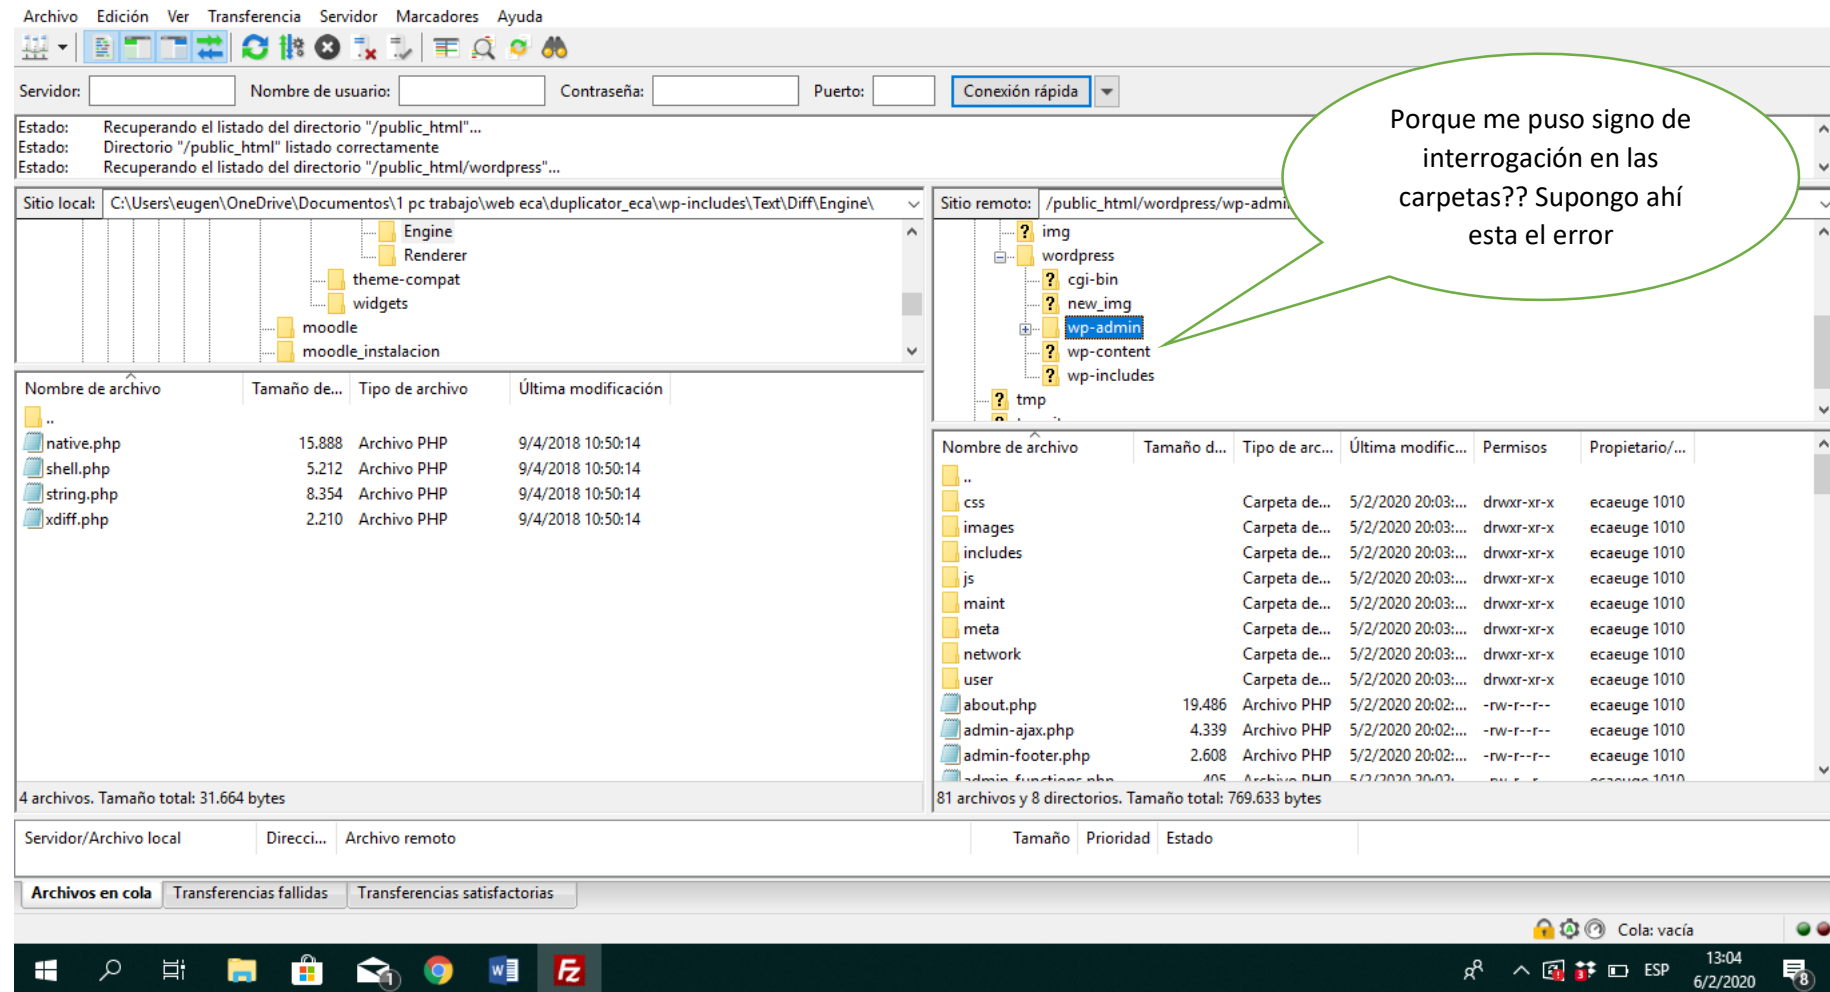 Archivo Edición Ver Transferencia Servidor Marcadores Ayuda
Servidor: Nombre de usuario: Contraseña: Puerto: Conexión rápida
Estado: Recuperando el listado del directorio "/public_html"...
Estado: Directorio "/public_html" listado correctamente
Estado: Recuperando el listado del directorio "/public_html/wordpress"...
Porque me puso signo de
interrogación en las
carpetas?? Supongo ahí
esta el error
Sitio local: C:\Users\eugen\OneDrive\Documentos\1 pc trabajo\web eca\duplicator_eca\wp-includes\Text\Diff\Engine\
Engine
Renderer
theme-compat
widgets
moodle
moodle_instalacion
Nombre de archivo Tamaño de... Tipo de archivo Última modificación
..
native.php 15.888 Archivo PHP 9/4/2018 10:50:14
shell.php 5.212 Archivo PHP 9/4/2018 10:50:14
string.php 8.354 Archivo PHP 9/4/2018 10:50:14
xdiff.php 2.210 Archivo PHP 9/4/2018 10:50:14
4 archivos. Tamaño total: 31.664 bytes
Sitio remoto: /public_html/wordpress/wp-admi
? img
wordpress
? cgi-bin
? new_img
wp-admin
? wp-content
? wp-includes
? tmp
Nombre de archivo Tamaño d... Tipo de arc... Última modific... Permisos Propietario/...
..
css Carpeta de... 5/2/2020 20:03:... drwxr-xr-x ecaeuge 1010
images Carpeta de... 5/2/2020 20:03:... drwxr-xr-x ecaeuge 1010
includes Carpeta de... 5/2/2020 20:03:... drwxr-xr-x ecaeuge 1010
js Carpeta de... 5/2/2020 20:03:... drwxr-xr-x ecaeuge 1010
maint Carpeta de... 5/2/2020 20:03:... drwxr-xr-x ecaeuge 1010
meta Carpeta de... 5/2/2020 20:03:... drwxr-xr-x ecaeuge 1010
network Carpeta de... 5/2/2020 20:03:... drwxr-xr-x ecaeuge 1010
user Carpeta de... 5/2/2020 20:03:... drwxr-xr-x ecaeuge 1010
about.php 19.486 Archivo PHP 5/2/2020 20:02:... -rw-r--r-- ecaeuge 1010
admin-ajax.php 4.339 Archivo PHP 5/2/2020 20:02:... -rw-r--r-- ecaeuge 1010
admin-footer.php 2.608 Archivo PHP 5/2/2020 20:02:... -rw-r--r-- ecaeuge 1010
admin-functions.php 405 Archivo PHP 5/2/2020 20:02:... -rw-r--r-- ecaeuge 1010
81 archivos y 8 directorios. Tamaño total: 769.633 bytes
Servidor/Archivo local Direcci... Archivo remoto Tamaño Prioridad Estado
Archivos en cola Transferencias fallidas Transferencias satisfactorias
Cola: vacía
ESP 13:04
6/2/2020
8